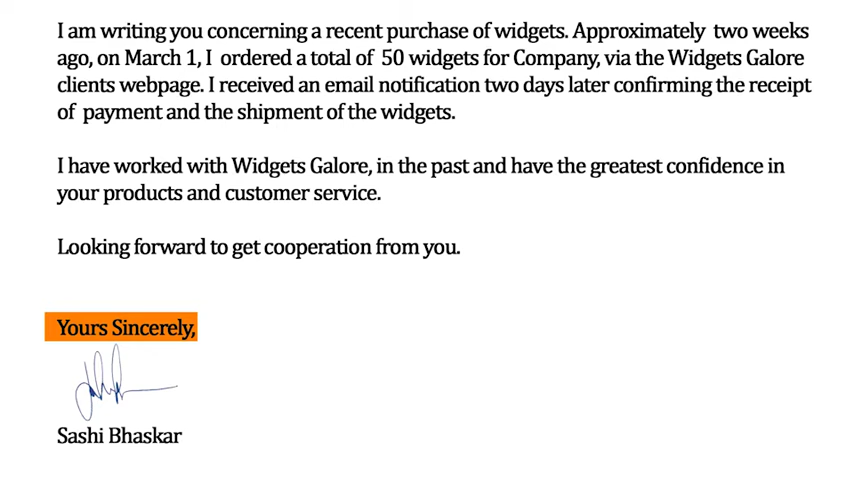 I am writing you concerning a recent purchase of widgets. Approximately two weeks
ago, on March 1, I ordered a total of 50 widgets for Company, via the Widgets Galore
clients webpage. I received an email notification two days later confirming the receipt
of payment and the shipment of the widgets.
I have worked with Widgets Galore, in the past and have the greatest confidence in
your products and customer service.
Looking forward to get cooperation from you.
Yours Sincerely,
Sashi Bhaskar